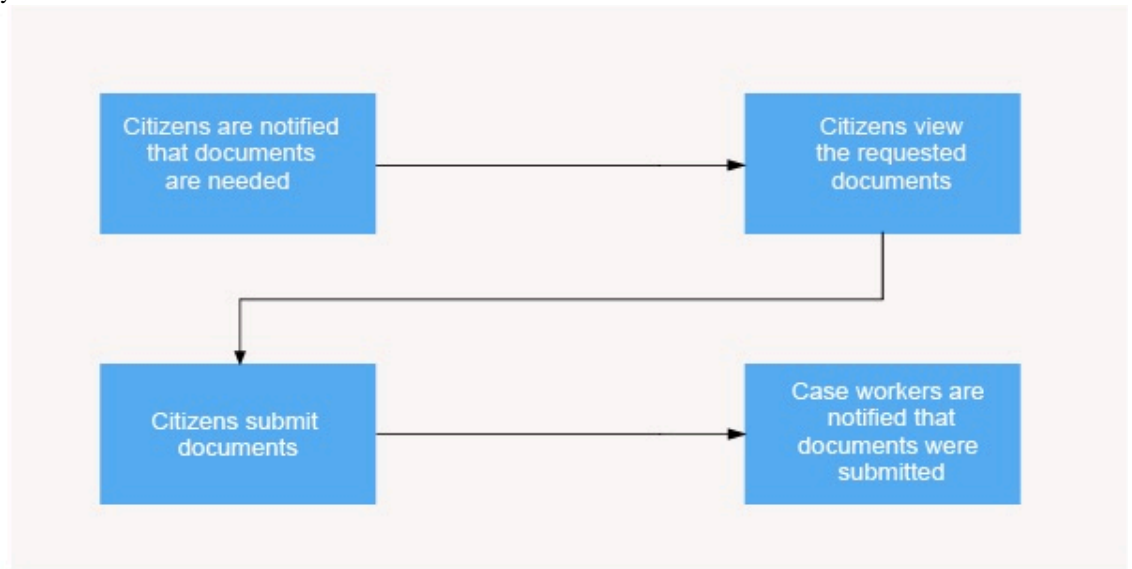 Citizens are notified
that documents
are needed
Citizens view
the requested
documents
Citizens submit
documents
Case workers are
notified that
documents were
submitted